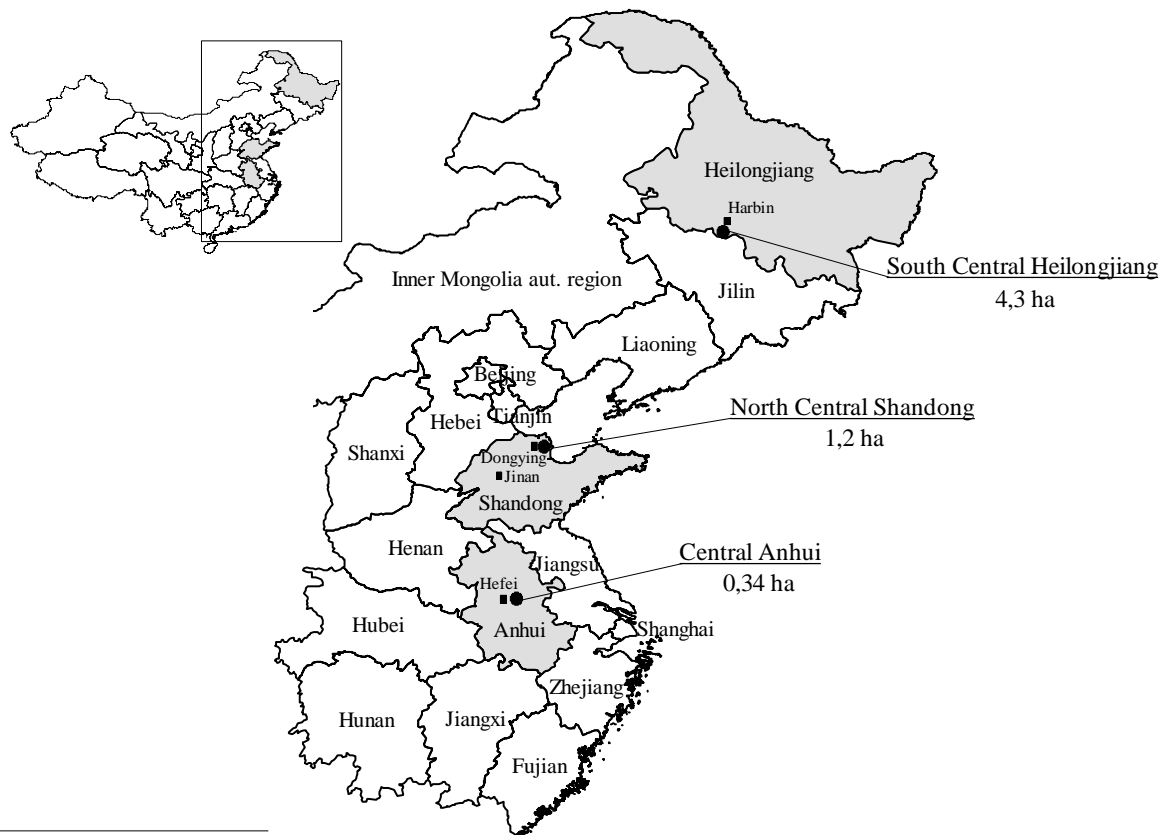 Heilongjiang
Harbin
South Central Heilongjiang
4,3 ha
Inner Mongolia aut. region
Jilin
Liaoning
Beijing
Tianjin
Hebei
North Central Shandong
1,2 ha
Shanxi
Dongying
Jinan
Shandong
Henan
Jiangsu
Central Anhui
0,34 ha
Hefei
Hubei
Anhui
Shanghai
Zhejiang
Hunan
Jiangxi
Fujian